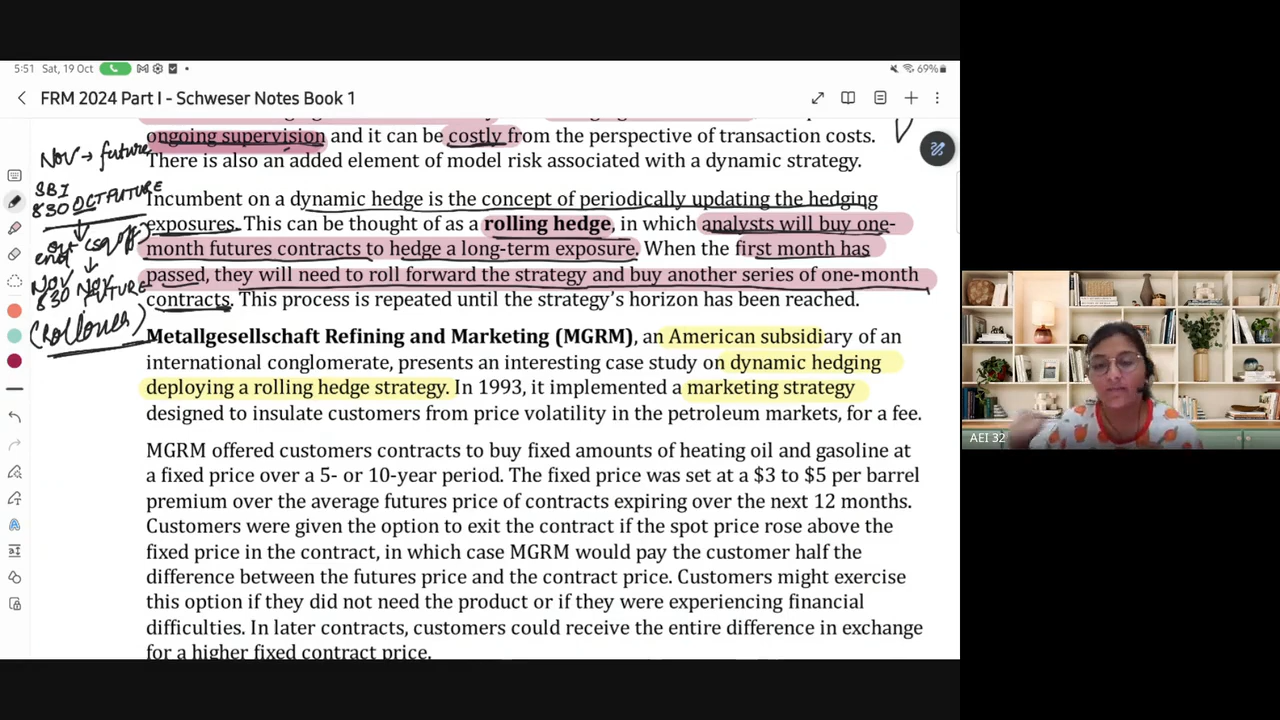 5:51 Sat, 19 Oct 69%
FRM 2024 Part I - Schweser Notes Book 1
ongoing supervision and it can be costly from the perspective of transaction costs.
There is also an added element of model risk associated with a dynamic strategy.
Nov → future
SBI
830 OCT FUTURE
end
NOV
830 NOV FUTURE
(Rollover)
Incumbent on a dynamic hedge is the concept of periodically updating the hedging
exposures. This can be thought of as a rolling hedge, in which analysts will buy one-
month futures contracts to hedge a long-term exposure. When the first month has
passed, they will need to roll forward the strategy and buy another series of one-month
contracts. This process is repeated until the strategy's horizon has been reached.
Metallgesellschaft Refining and Marketing (MGRM), an American subsidiary of an
international conglomerate, presents an interesting case study on dynamic hedging
deploying a rolling hedge strategy. In 1993, it implemented a marketing strategy
designed to insulate customers from price volatility in the petroleum markets, for a fee.
MGRM offered customers contracts to buy fixed amounts of heating oil and gasoline at
a fixed price over a 5- or 10-year period. The fixed price was set at a $3 to $5 per barrel
premium over the average futures price of contracts expiring over the next 12 months.
Customers were given the option to exit the contract if the spot price rose above the
fixed price in the contract, in which case MGRM would pay the customer half the
difference between the futures price and the contract price. Customers might exercise
this option if they did not need the product or if they were experiencing financial
difficulties. In later contracts, customers could receive the entire difference in exchange
for a higher fixed contract price.
AEI 32